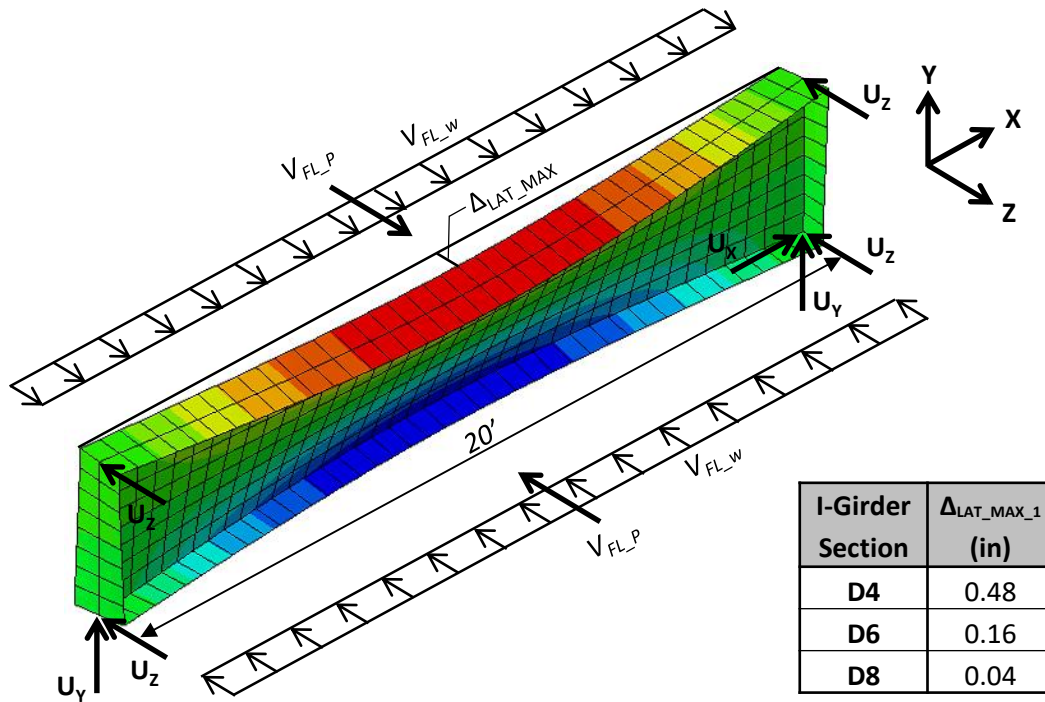 Y
X
Z
U_Z
V_FL_w
V_FL_P
Δ_LAT_MAX
U_X
U_Z
U_Y
20'
V_FL_w
V_FL_P
U_Z
U_Z
U_Y
I-Girder Section Δ_LAT_MAX_1 (in)
D4 0.48
D6 0.16
D8 0.04